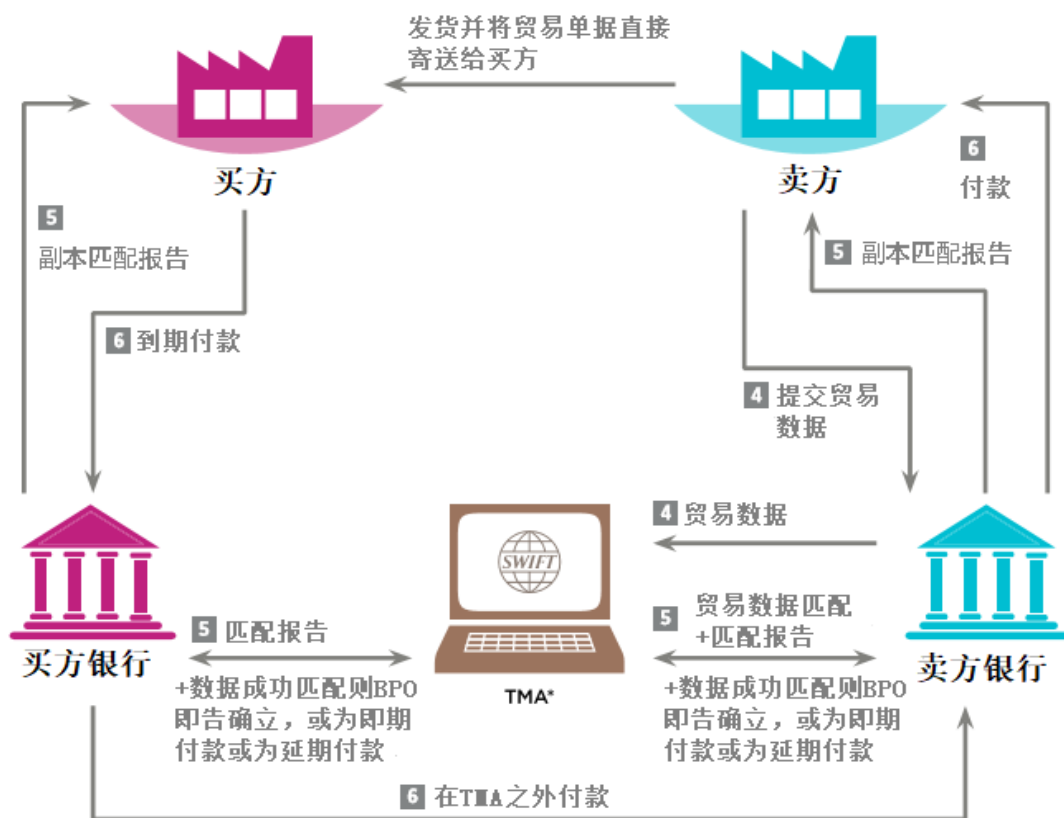 发货并将贸易单据直接
寄送给买方
买方
卖方
6
付款
5
副本匹配报告
5 副本匹配报告
6 到期付款
4 提交贸易
数据
4 贸易数据
SWIFT
5 匹配报告
5 贸易数据匹配
+匹配报告
买方银行
TMA*
卖方银行
+数据成功匹配则BPO
即告确立，或为即期
付款或为延期付款
+数据成功匹配则BPO
即告确立，或为即期
付款或为延期付款
6 在TMA之外付款